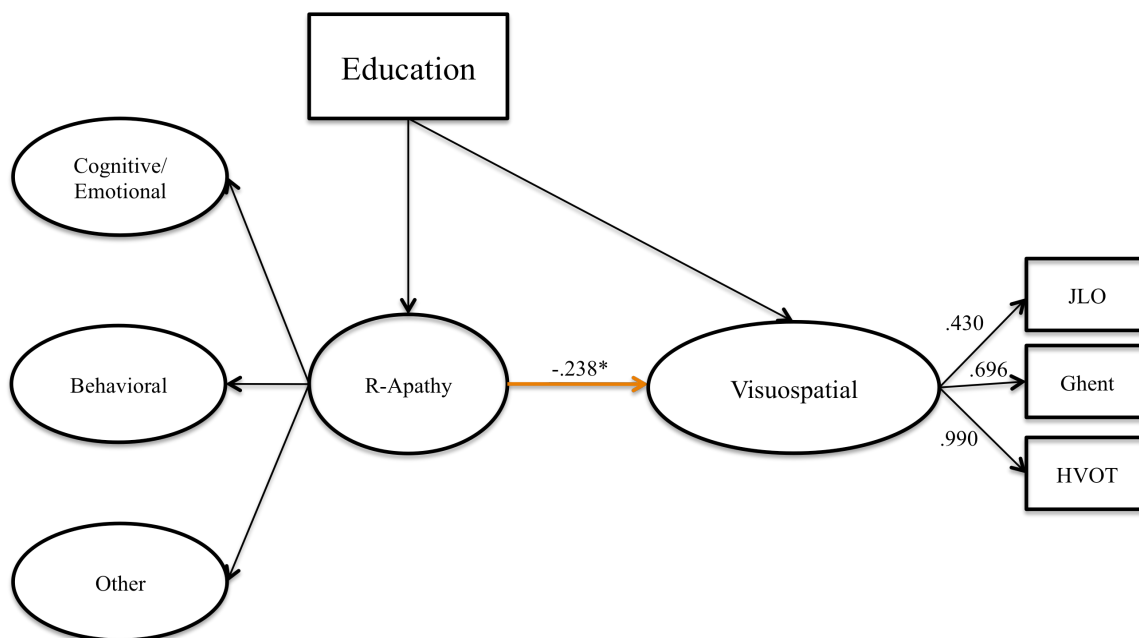 Education
Cognitive/
Emotional
JLO
.430
-.238*
.696
Behavioral
R-Apathy
Visuospatial
Ghent
.990
HVOT
Other